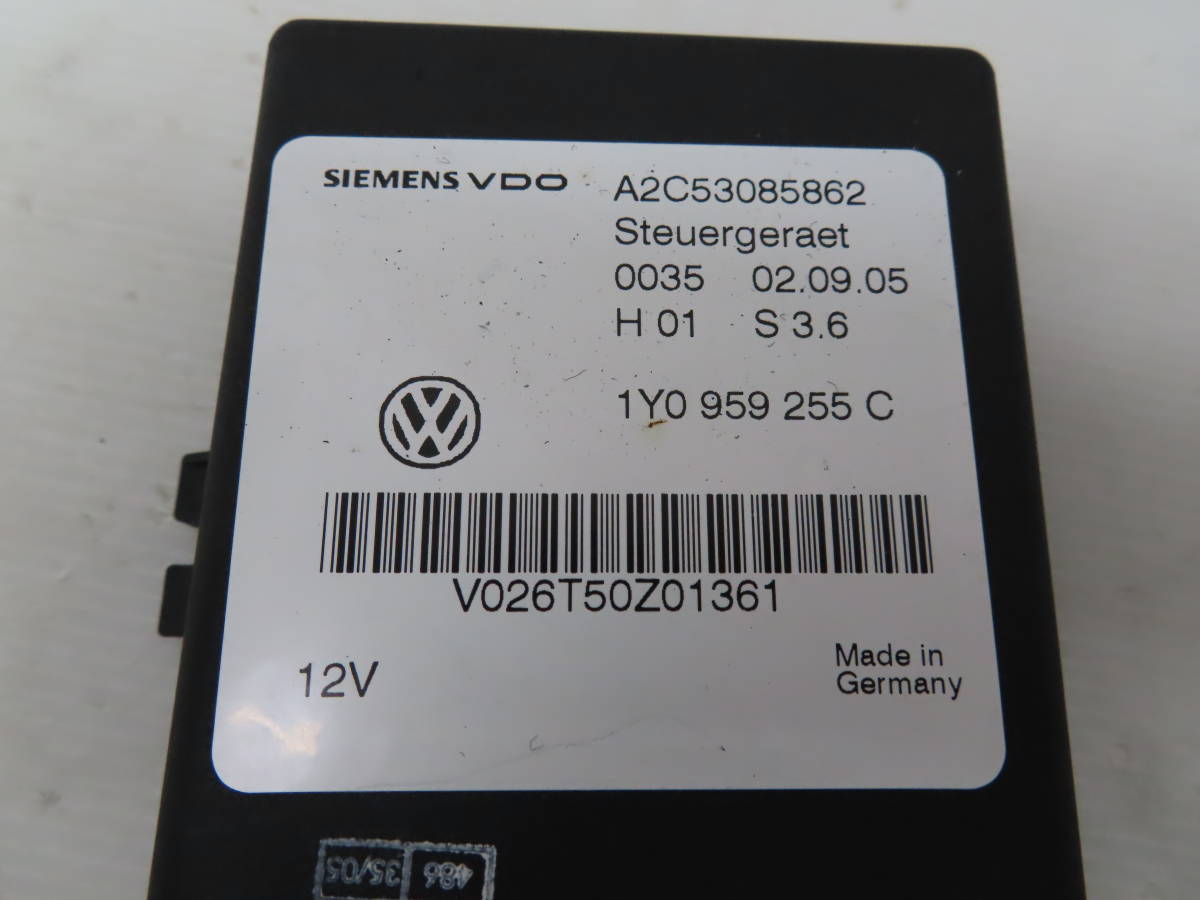 SIEMENS VDO
A2C53085862
Steuergeraet
0035 02.09.05
H 01 S 3.6
1Y0 959 255 C
V026T50Z01361
12V
Made in
Germany
35/05 486